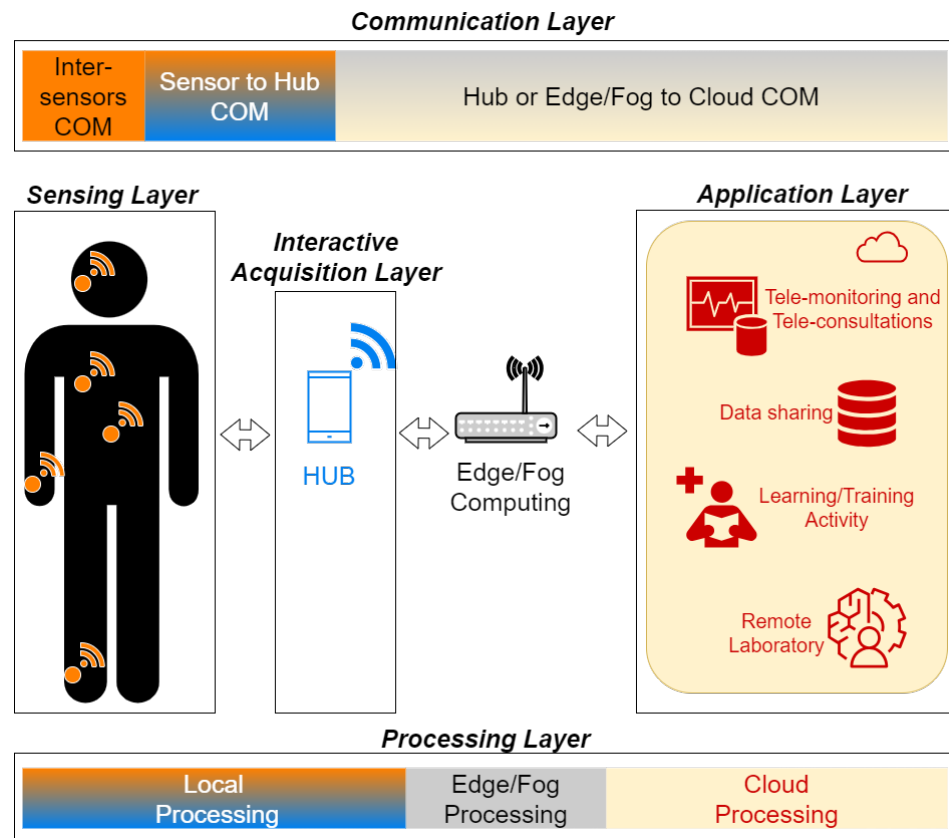 Communication Layer
Inter-
sensors
COM
Sensor to Hub
COM
Hub or Edge/Fog to Cloud COM
Sensing Layer
Interactive
Acquisition Layer
Application Layer
HUB
Edge/Fog
Computing
Tele-monitoring and
Tele-consultations
Data sharing
Learning/Training
Activity
Remote
Laboratory
Processing Layer
Local
Processing
Edge/Fog
Processing
Cloud
Processing